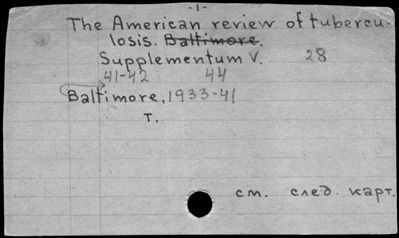 -1-
The American review of tubercu-
losis. Baltimore.
Supplementum V. 28
41-42 44
Baltimore, 1933-41
T.
см. след. карт.